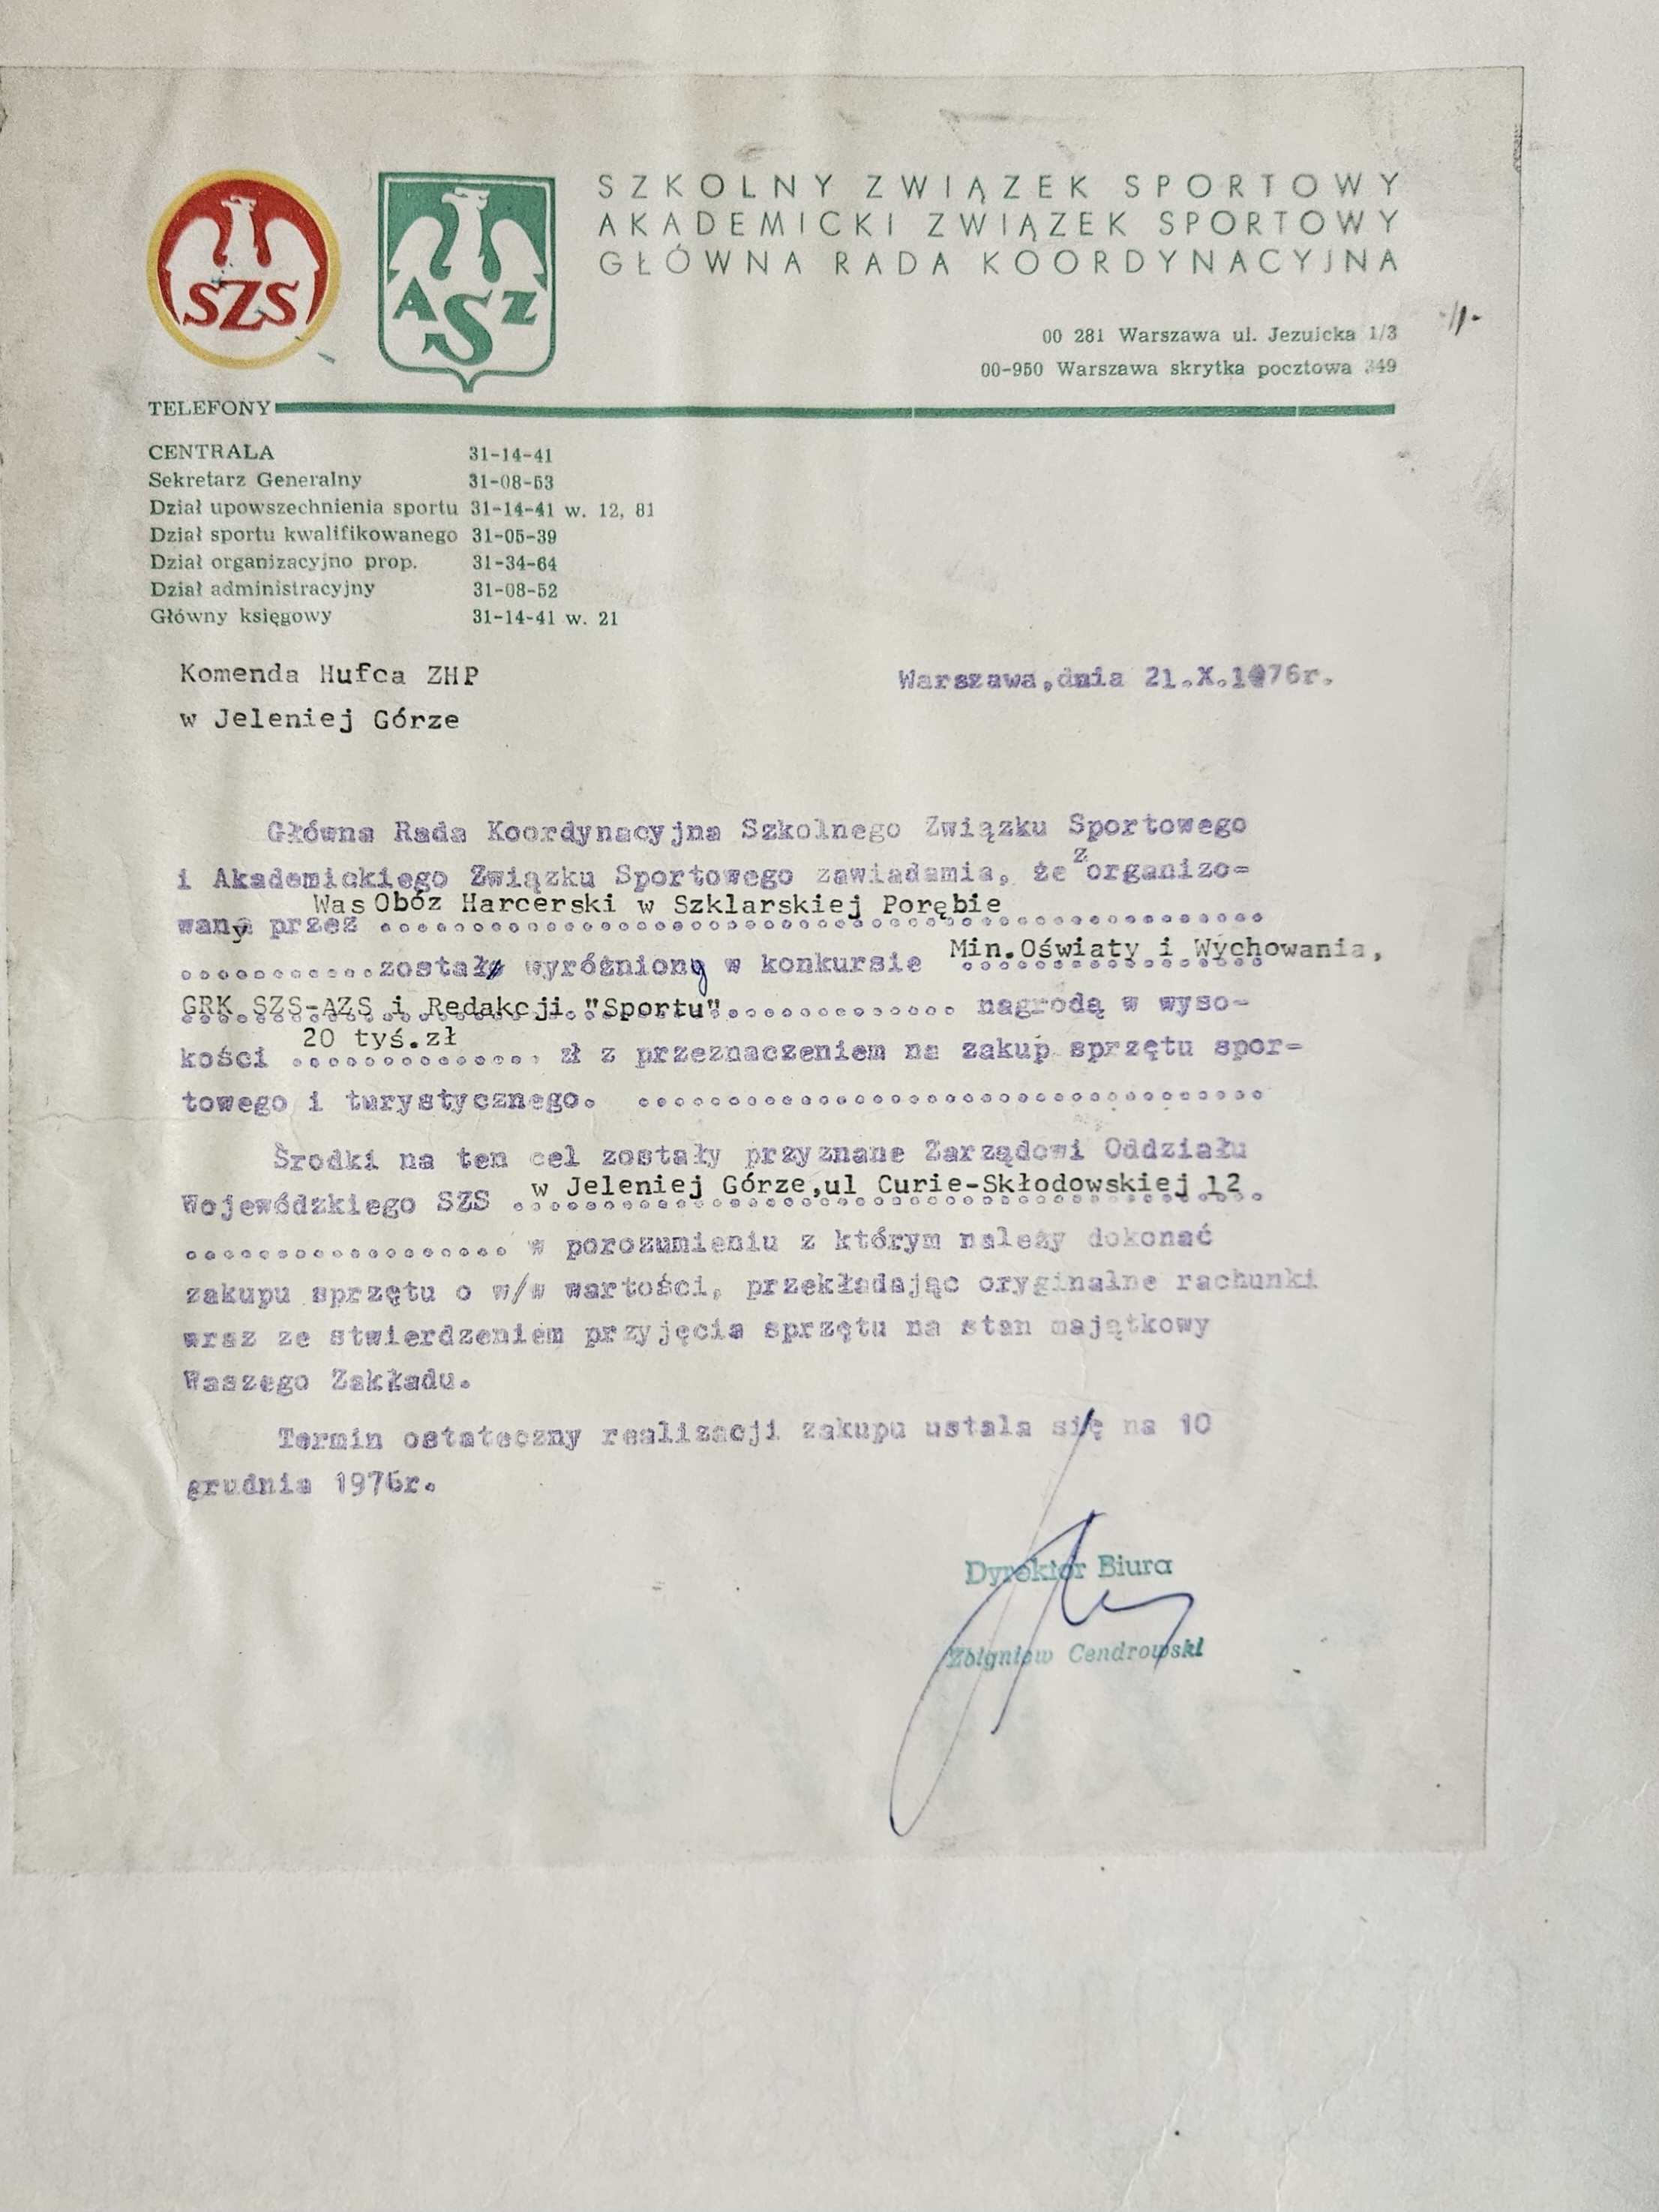 SZS
AZS
SZKOLNY ZWIĄZEK SPORTOWY
AKADEMICKI ZWIĄZEK SPORTOWY
GŁÓWNA RADA KOORDYNACYJNA
00 281 Warszawa ul. Jezuicka 1/3
00-950 Warszawa skrytka pocztowa 349
TELEFONY
CENTRALA 31-14-41
Sekretarz Generalny 31-08-53
Dział upowszechnienia sportu 31-14-41 w. 12, 81
Dział sportu kwalifikowanego 31-05-39
Dział organizacyjno prop. 31-34-64
Dział administracyjny 31-08-52
Główny księgowy 31-14-41 w. 21
Komenda Hufca ZHP
w Jeleniej Górze
Warszawa,dnia 21.X.1976r.
Główna Rada Koordynacyjna Szkolnego Związku Sportowego
i Akademickiego Związku Sportowego zawiadamia, że zorganizo-
wany przez Was Obóz Harcerski w Szklarskiej Porębie
...........został wyróżniony w konkursie Min.Oświaty i Wychowania,
GRK SZS-AZS i Redakcji "Sportu"............. nagrodą w wyso-
kości 20 tyś.zł zł z przeznaczeniem na zakup sprzętu spor-
towego i turystycznego. ...................................
Środki na ten cel zostały przyznane Zarządowi Oddziału
Wojewódzkiego SZS w Jeleniej Górze,ul Curie-Skłodowskiej 12
.................. w porozumieniu z którym należy dokonać
zakupu sprzętu o w/w wartości, przekładając oryginalne rachunki
wraz ze stwierdzeniem przyjęcia sprzętu na stan majątkowy
Waszego Zakładu.
Termin ostateczny realizacji zakupu ustala się na 10
grudnia 1976r.
Dyrektor Biura
Zbigniew Cendrowski